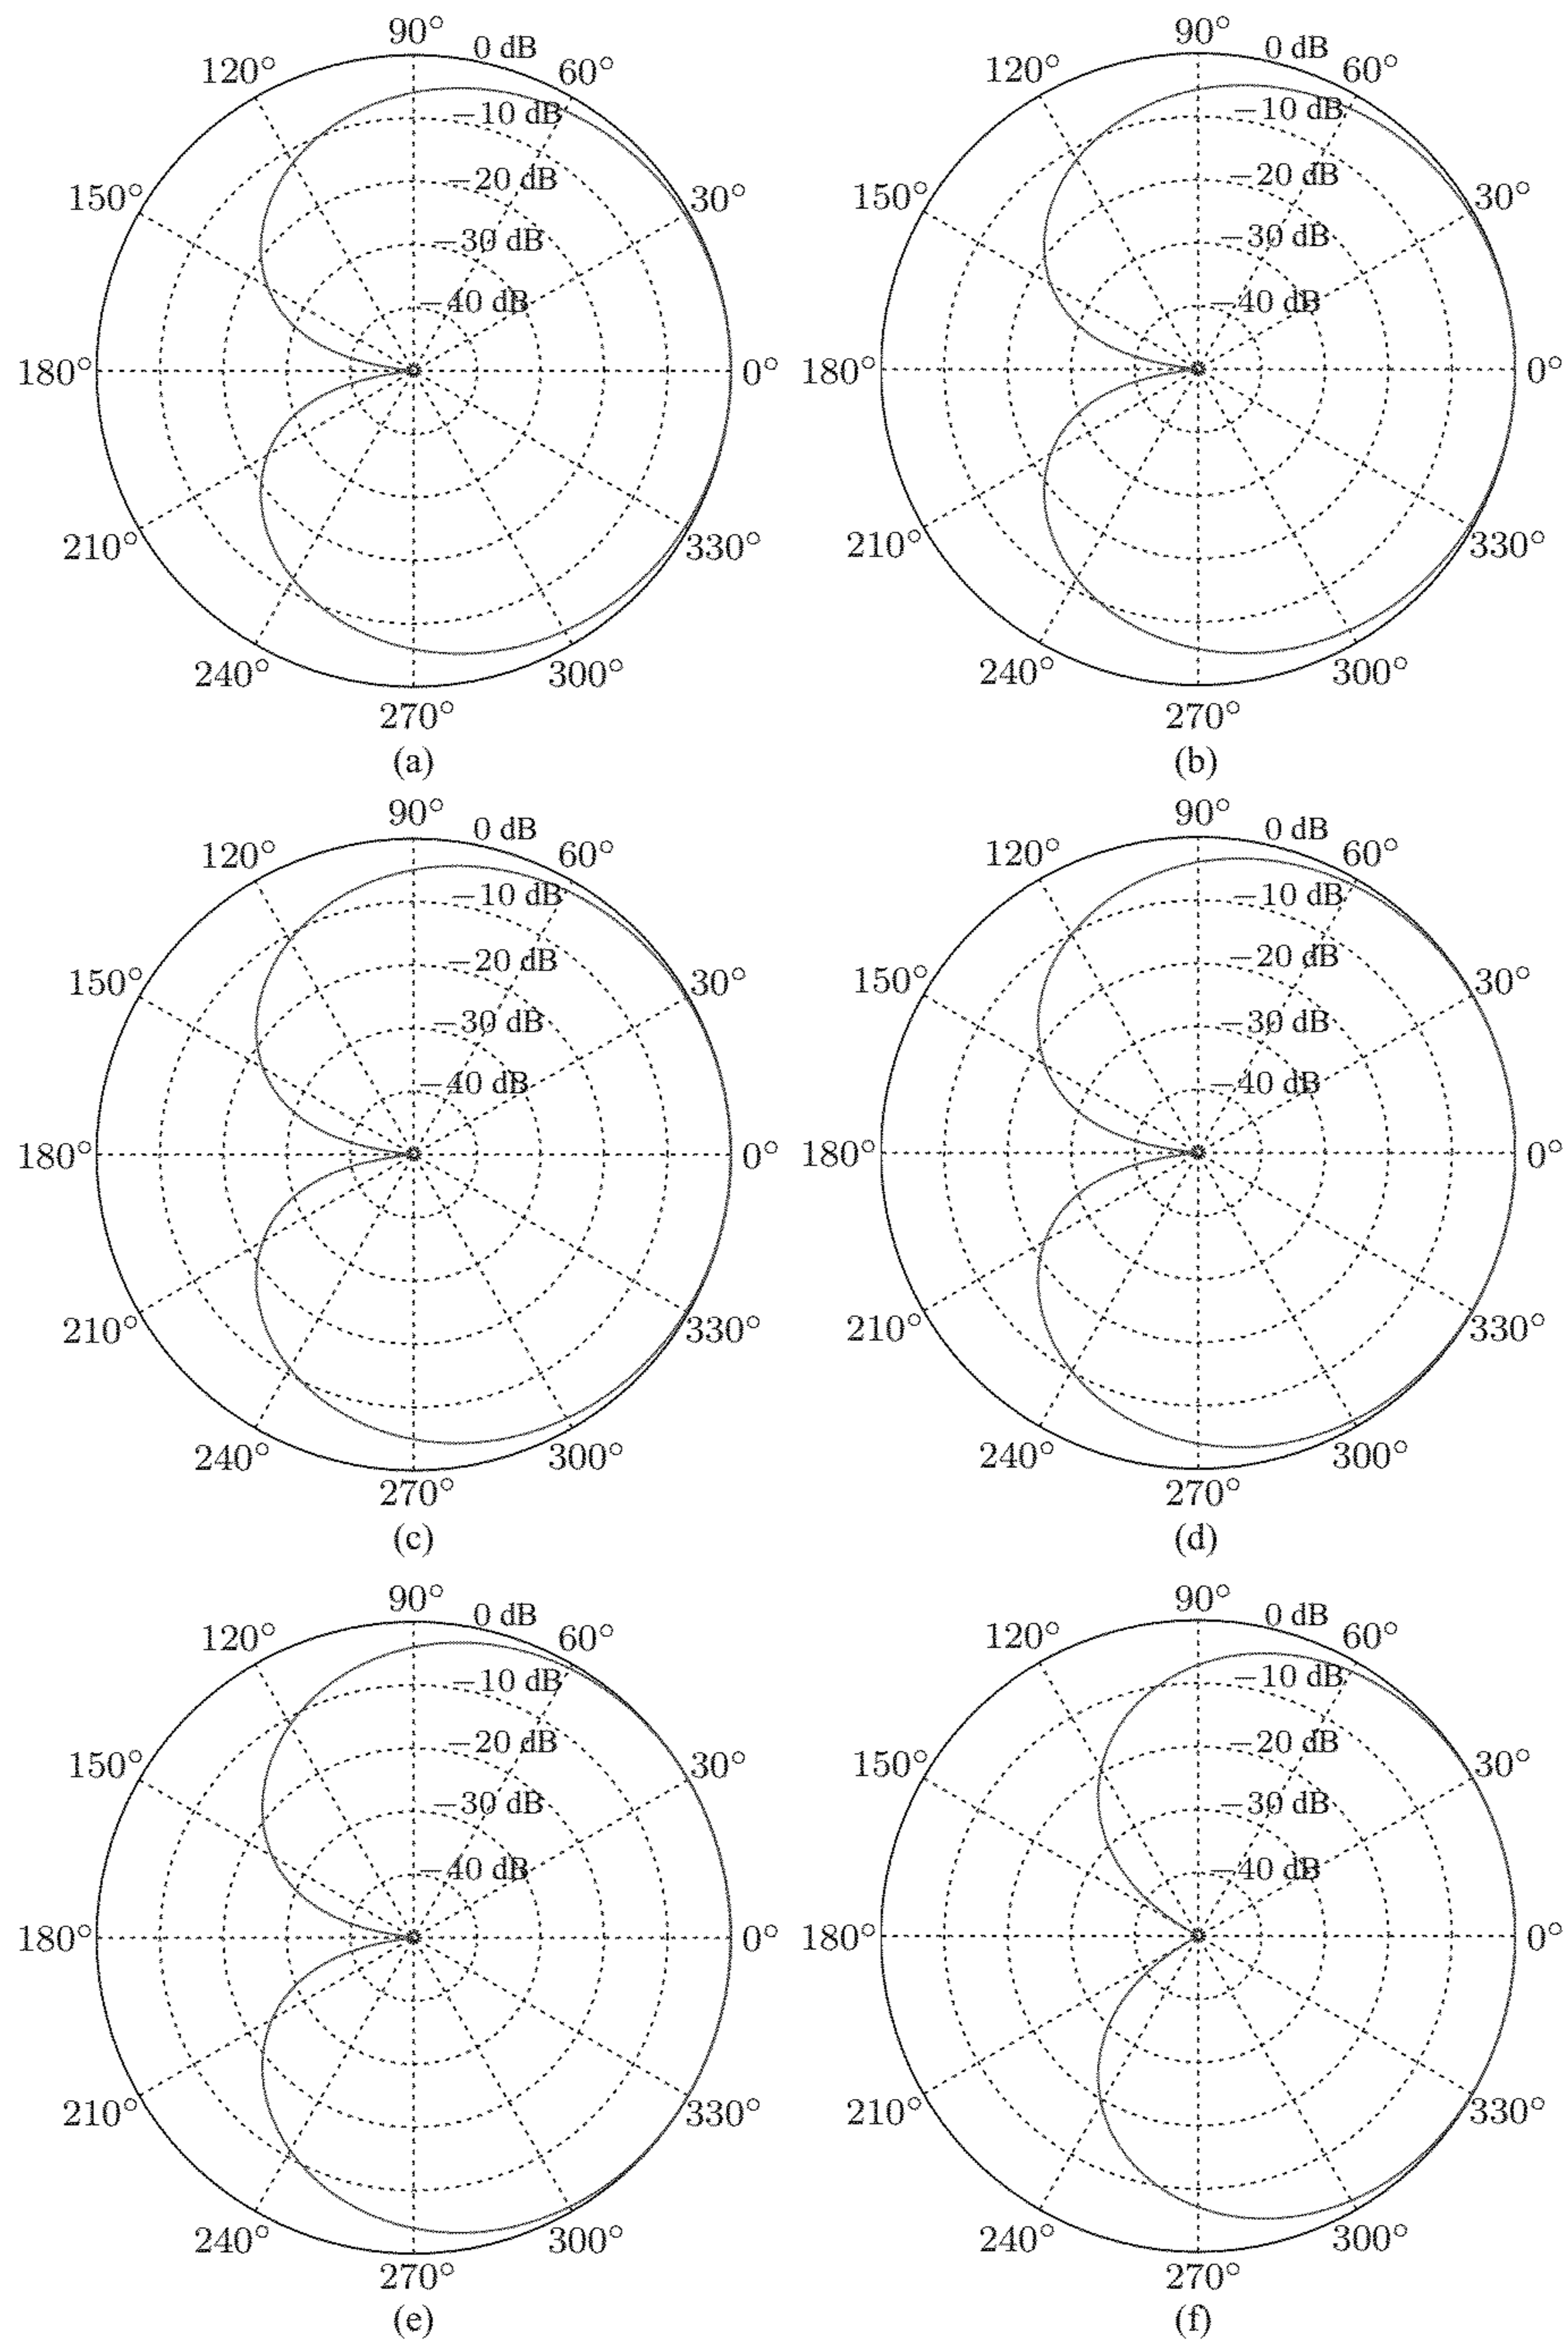 90° 90°
0 dB 0 dB
120° 60° 120° 60°
−10 dB −10 dB
−20 dB −20 dB
150° 30° 150° 30°
−30 dB −30 dB
−40 dB −40 dB
180° 0° 180° 0°
210° 330° 210° 330°
240° 300° 240° 300°
270° 270°
(a) (b)
90° 90°
0 dB 0 dB
120° 60° 120° 60°
−10 dB −10 dB
−20 dB −20 dB
150° 30° 150° 30°
−30 dB −30 dB
−40 dB −40 dB
180° 0° 180° 0°
210° 330° 210° 330°
240° 300° 240° 300°
270° 270°
(c) (d)
90° 90°
0 dB 0 dB
120° 60° 120° 60°
−10 dB −10 dB
−20 dB −20 dB
150° 30° 150° 30°
−30 dB −30 dB
−40 dB −40 dB
180° 0° 180° 0°
210° 330° 210° 330°
240° 300° 240° 300°
270° 270°
(e) (f)